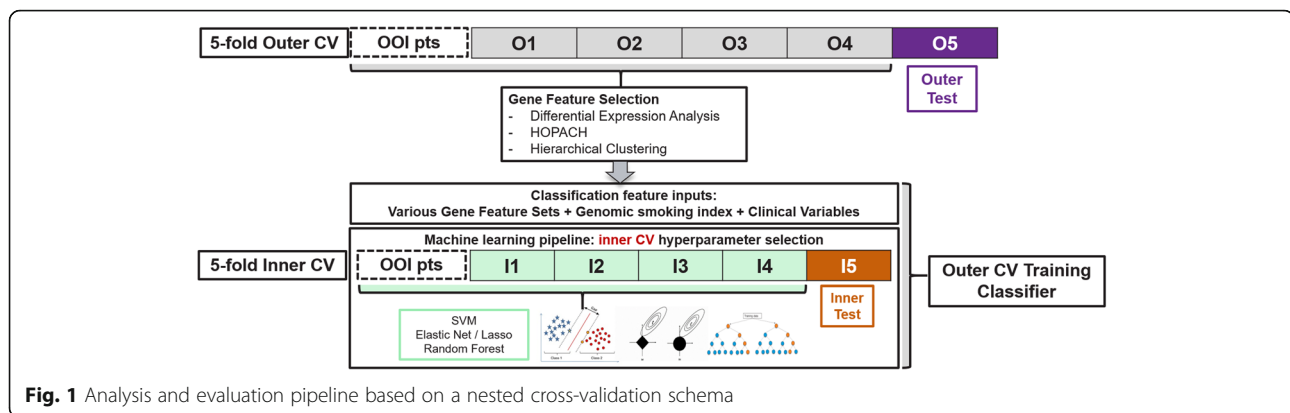 5-fold Outer CV
OOI pts
O1
O2
O3
O4
O5
Outer
Test
Gene Feature Selection
- Differential Expression Analysis
- HOPACH
- Hierarchical Clustering
Classification feature inputs:
Various Gene Feature Sets + Genomic smoking index + Clinical Variables
Machine learning pipeline: inner CV hyperparameter selection
5-fold Inner CV
OOI pts
I1
I2
I3
I4
I5
Inner
Test
Outer CV Training
Classifier
SVM
Elastic Net / Lasso
Random Forest
Class 1
Class 2
Fig. 1 Analysis and evaluation pipeline based on a nested cross-validation schema